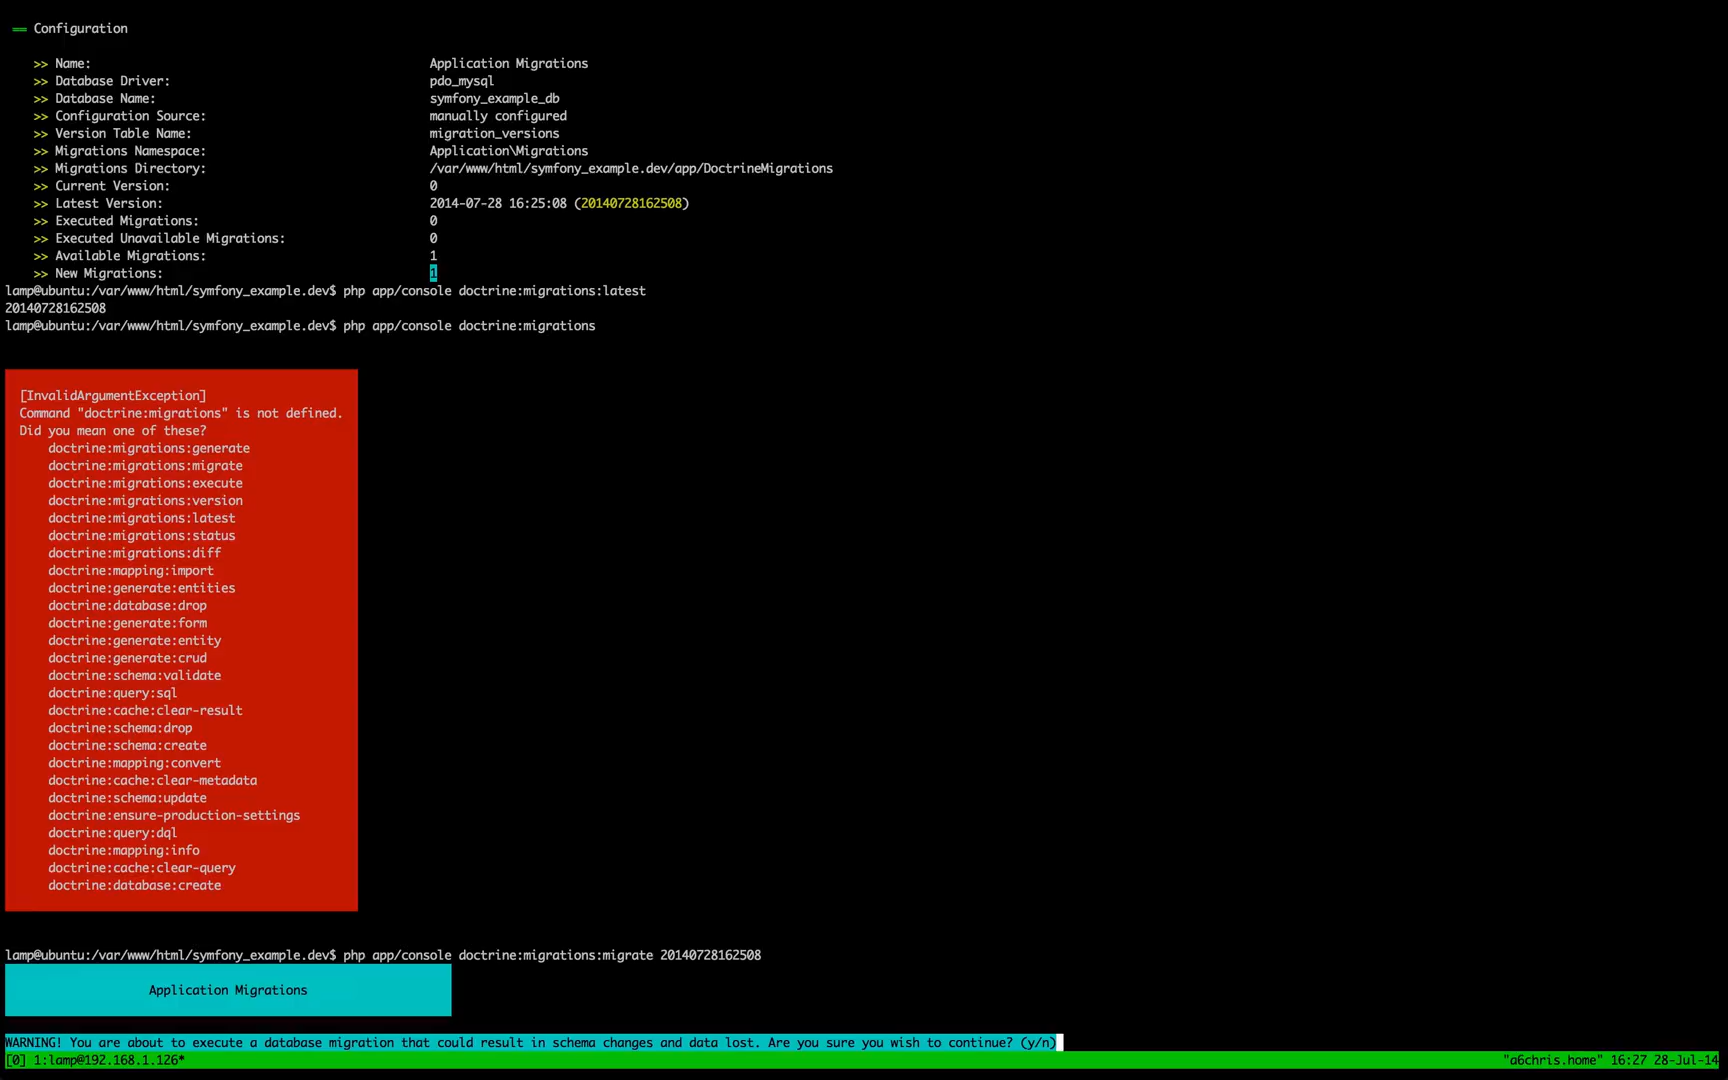 == Configuration
>> Name: Application Migrations
>> Database Driver: pdo_mysql
>> Database Name: symfony_example_db
>> Configuration Source: manually configured
>> Version Table Name: migration_versions
>> Migrations Namespace: Application\Migrations
>> Migrations Directory: /var/www/html/symfony_example.dev/app/DoctrineMigrations
>> Current Version: 0
>> Latest Version: 2014-07-28 16:25:08 (20140728162508)
>> Executed Migrations: 0
>> Executed Unavailable Migrations: 0
>> Available Migrations: 1
>> New Migrations: 1
lamp@ubuntu:/var/www/html/symfony_example.dev$ php app/console doctrine:migrations:latest
20140728162508
lamp@ubuntu:/var/www/html/symfony_example.dev$ php app/console doctrine:migrations
[InvalidArgumentException]
Command "doctrine:migrations" is not defined.
Did you mean one of these?
doctrine:migrations:generate
doctrine:migrations:migrate
doctrine:migrations:execute
doctrine:migrations:version
doctrine:migrations:latest
doctrine:migrations:status
doctrine:migrations:diff
doctrine:mapping:import
doctrine:generate:entities
doctrine:database:drop
doctrine:generate:form
doctrine:generate:entity
doctrine:generate:crud
doctrine:schema:validate
doctrine:query:sql
doctrine:cache:clear-result
doctrine:schema:drop
doctrine:schema:create
doctrine:mapping:convert
doctrine:cache:clear-metadata
doctrine:schema:update
doctrine:ensure-production-settings
doctrine:query:dql
doctrine:mapping:info
doctrine:cache:clear-query
doctrine:database:create
lamp@ubuntu:/var/www/html/symfony_example.dev$ php app/console doctrine:migrations:migrate 20140728162508
Application Migrations
WARNING! You are about to execute a database migration that could result in schema changes and data lost. Are you sure you wish to continue? (y/n)
[0] 1:lamp@192.168.1.126* "a6chris.home" 16:27 28-Jul-14